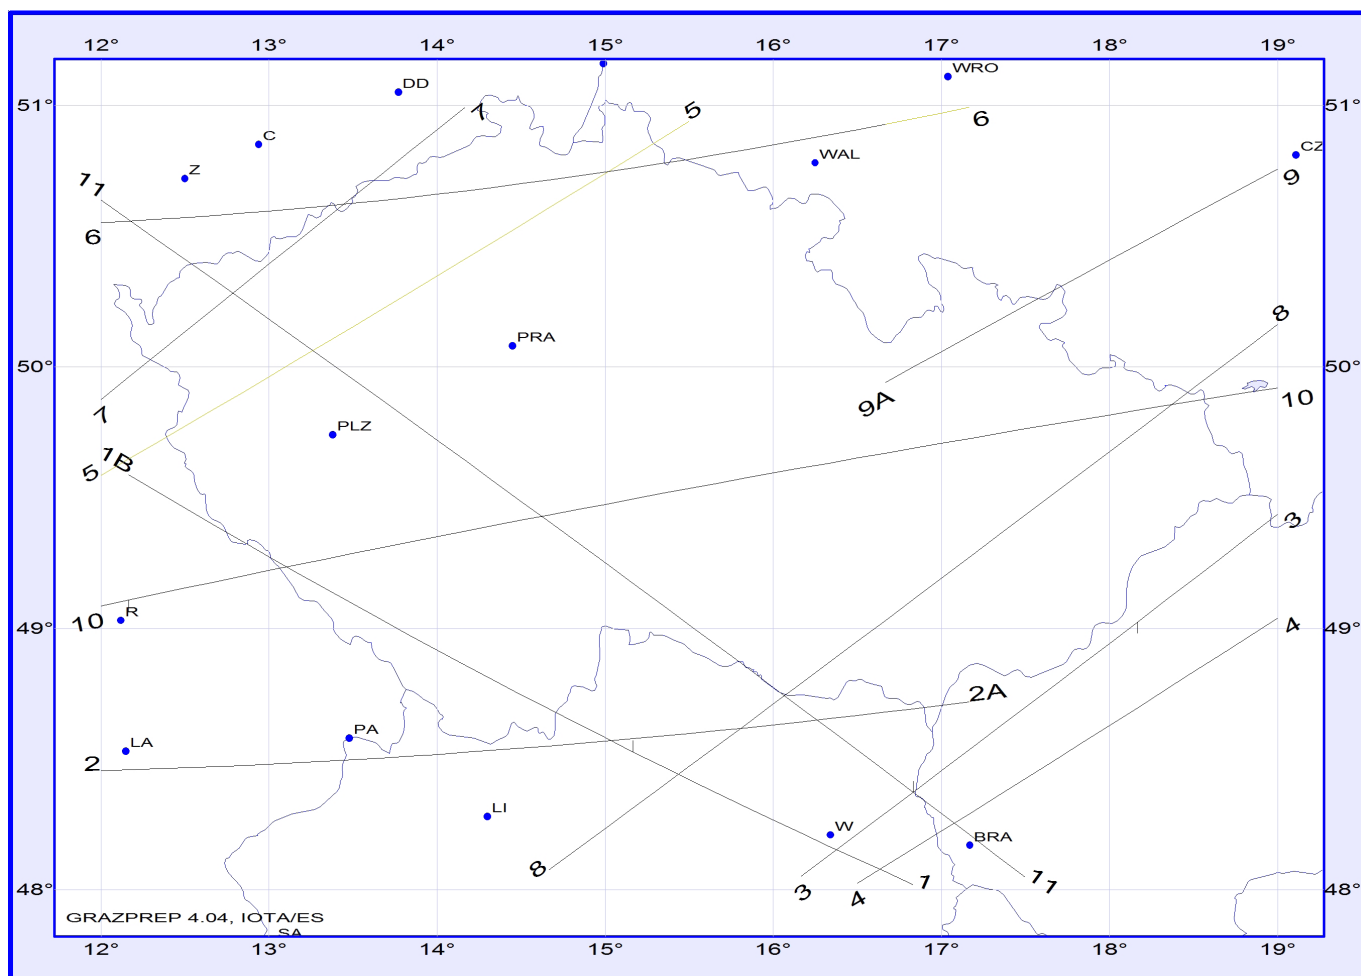 12° 13° 14° 15° 16° 17° 18° 19°
WRO
DD
51° 7 5 6 51°
C
WAL CZ
Z
11 9
6
8
PRA
50° 50°
9A 10
7
PLZ
1B
5
3
R
10 4
49° 49°
2A
PA
LA
2
LI W
BRA
8
1 11
48° 3 4 48°
GRAZPREP 4.04, IOTA/ES
SA
12° 13° 14° 15° 16° 17° 18° 19°